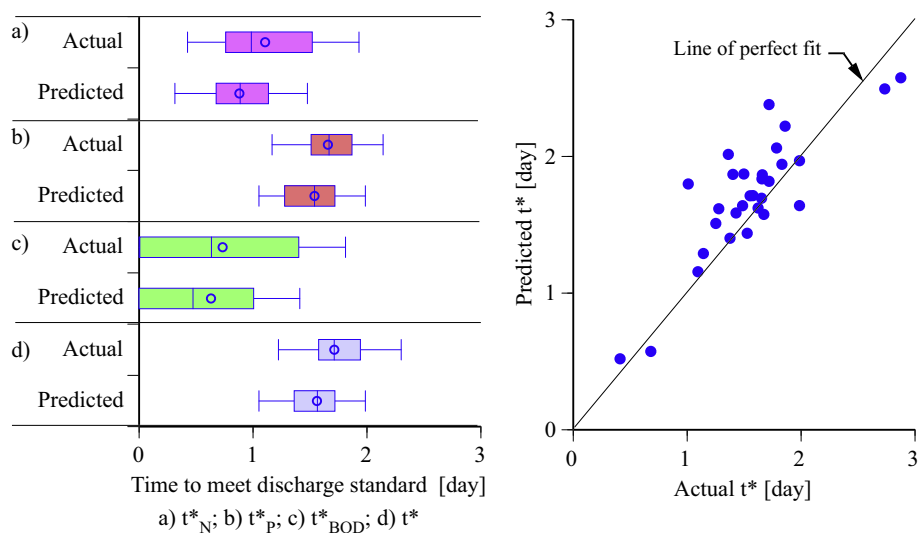 a)
Actual
Predicted
b)
Actual
Predicted
c)
Actual
Predicted
d)
Actual
Predicted
0 1 2 3
Time to meet discharge standard [day]
a) t*N; b) t*P; c) t*BOD; d) t*
3
2
1
0
Predicted t* [day]
Line of perfect fit
0 1 2 3
Actual t* [day]